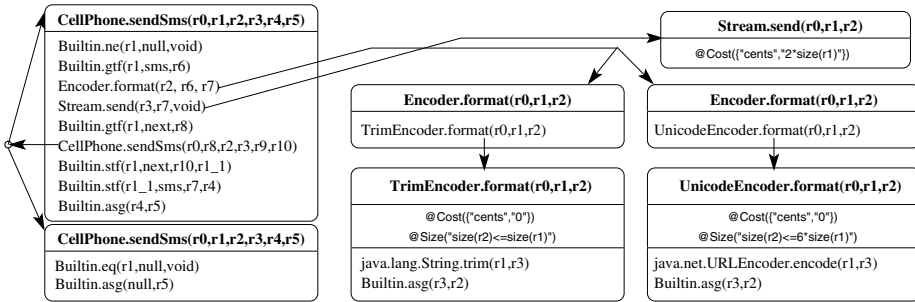 CellPhone.sendSms(r0,r1,r2,r3,r4,r5)
Builtin.ne(r1,null,void)
Builtin.gtf(r1,sms,r6)
Encoder.format(r2, r6, r7)
Stream.send(r3,r7,void)
Builtin.gtf(r1,next,r8)
CellPhone.sendSms(r0,r8,r2,r3,r9,r10)
Builtin.stf(r1,next,r10,r1_1)
Builtin.stf(r1_1,sms,r7,r4)
Builtin.asg(r4,r5)
CellPhone.sendSms(r0,r1,r2,r3,r4,r5)
Builtin.eq(r1,null,void)
Builtin.asg(null,r5)
Stream.send(r0,r1,r2)
@Cost({"cents","2*size(r1)"})
Encoder.format(r0,r1,r2)
TrimEncoder.format(r0,r1,r2)
Encoder.format(r0,r1,r2)
UnicodeEncoder.format(r0,r1,r2)
TrimEncoder.format(r0,r1,r2)
@Cost({"cents","0"})
@Size("size(r2)<=size(r1)")
java.lang.String.trim(r1,r3)
Builtin.asg(r3,r2)
UnicodeEncoder.format(r0,r1,r2)
@Cost({"cents","0"})
@Size("size(r2)<=6*size(r1)")
java.net.URLEncoder.encode(r1,r3)
Builtin.asg(r3,r2)